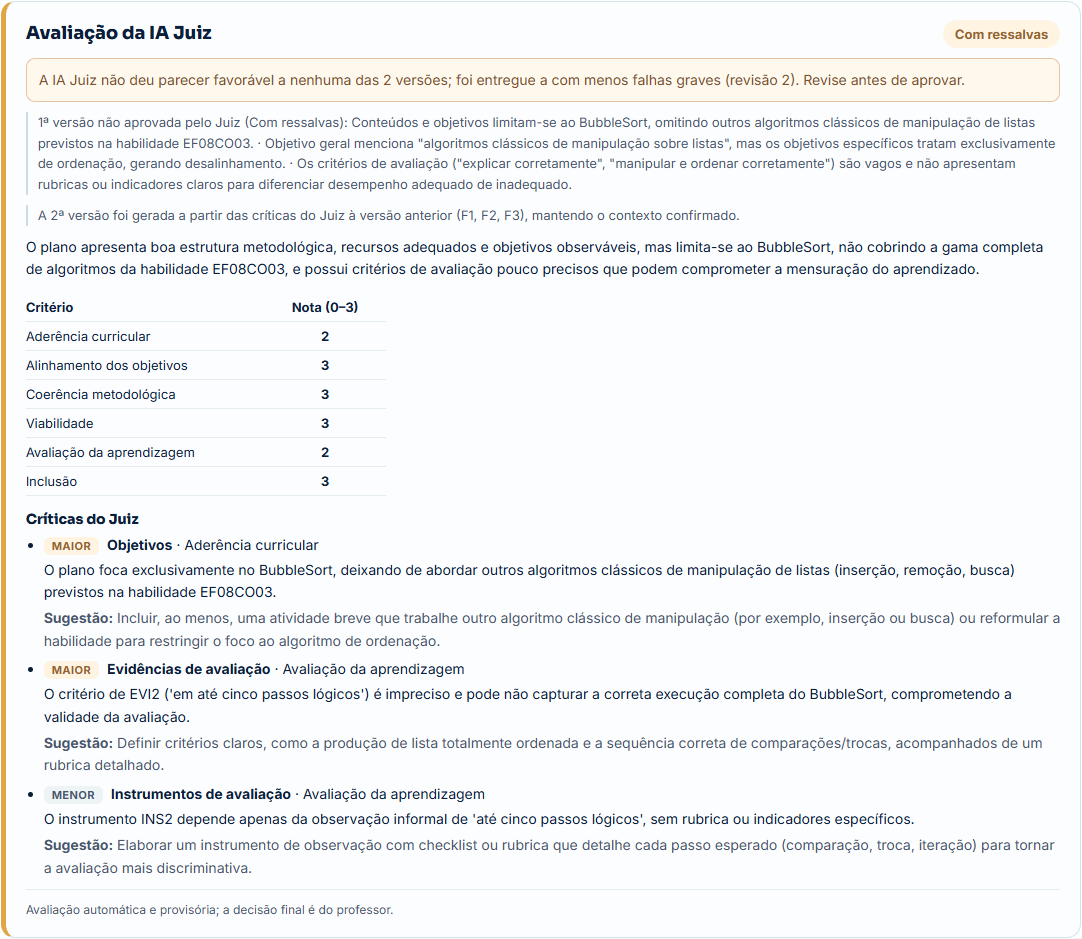 Avaliação da IA Juiz
Com ressalvas
A IA Juiz não deu parecer favorável a nenhuma das 2 versões; foi entregue a com menos falhas graves (revisão 2). Revise antes de aprovar.
1ª versão não aprovada pelo Juiz (Com ressalvas): Conteúdos e objetivos limitam-se ao BubbleSort, omitindo outros algoritmos clássicos de manipulação de listas
previstos na habilidade EF08CO03. · Objetivo geral menciona "algoritmos clássicos de manipulação sobre listas", mas os objetivos específicos tratam exclusivamente
de ordenação, gerando desalinhamento. · Os critérios de avaliação ("explicar corretamente", "manipular e ordenar corretamente") são vagos e não apresentam
rubricas ou indicadores claros para diferenciar desempenho adequado de inadequado.
A 2ª versão foi gerada a partir das críticas do Juiz à versão anterior (F1, F2, F3), mantendo o contexto confirmado.
O plano apresenta boa estrutura metodológica, recursos adequados e objetivos observáveis, mas limita-se ao BubbleSort, não cobrindo a gama completa
de algoritmos da habilidade EF08CO03, e possui critérios de avaliação pouco precisos que podem comprometer a mensuração do aprendizado.
Critério Nota (0–3)
Aderência curricular 2
Alinhamento dos objetivos 3
Coerência metodológica 3
Viabilidade 3
Avaliação da aprendizagem 2
Inclusão 3
Críticas do Juiz
• MAIOR Objetivos · Aderência curricular
O plano foca exclusivamente no BubbleSort, deixando de abordar outros algoritmos clássicos de manipulação de listas (inserção, remoção, busca)
previstos na habilidade EF08CO03.
Sugestão: Incluir, ao menos, uma atividade breve que trabalhe outro algoritmo clássico de manipulação (por exemplo, inserção ou busca) ou reformular a
habilidade para restringir o foco ao algoritmo de ordenação.
• MAIOR Evidências de avaliação · Avaliação da aprendizagem
O critério de EVI2 ('em até cinco passos lógicos') é impreciso e pode não capturar a correta execução completa do BubbleSort, comprometendo a
validade da avaliação.
Sugestão: Definir critérios claros, como a produção de lista totalmente ordenada e a sequência correta de comparações/trocas, acompanhados de um
rubrica detalhado.
• MENOR Instrumentos de avaliação · Avaliação da aprendizagem
O instrumento INS2 depende apenas da observação informal de 'até cinco passos lógicos', sem rubrica ou indicadores específicos.
Sugestão: Elaborar um instrumento de observação com checklist ou rubrica que detalhe cada passo esperado (comparação, troca, iteração) para tornar
a avaliação mais discriminativa.
Avaliação automática e provisória; a decisão final é do professor.